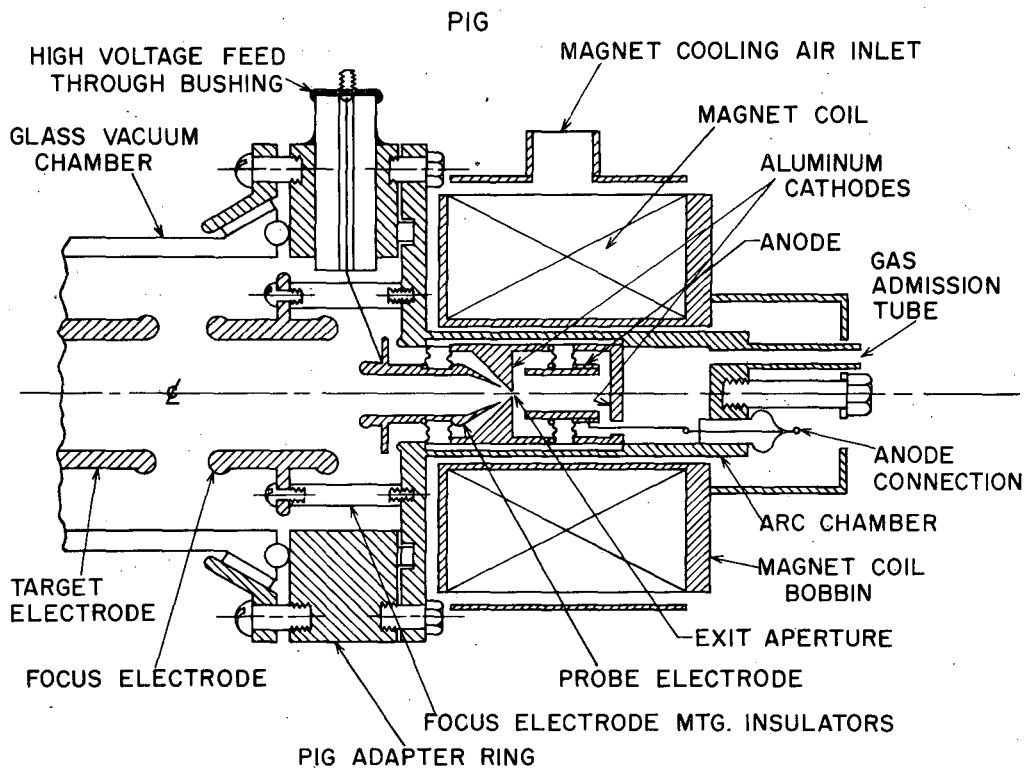 PIG
HIGH VOLTAGE FEED
THROUGH BUSHING
MAGNET COOLING AIR INLET
GLASS VACUUM
CHAMBER
MAGNET COIL
ALUMINUM
CATHODES
ANODE
GAS
ADMISSION
TUBE
℄
ANODE
CONNECTION
ARC CHAMBER
MAGNET COIL
BOBBIN
TARGET
ELECTRODE
EXIT APERTURE
FOCUS ELECTRODE
PROBE ELECTRODE
FOCUS ELECTRODE MTG. INSULATORS
PIG ADAPTER RING